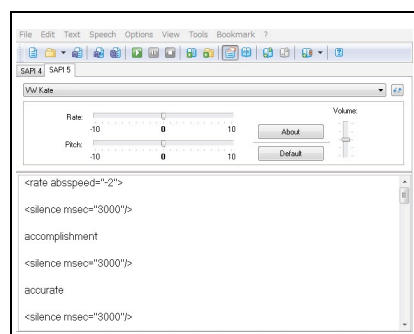 File Edit Text Speech Options View Tools Bookmark ?
SAPI 4 SAPI 5
VW Kate
Rate:
-10 0 10
Pitch:
-10 0 10
About
Default
Volume:
<rate absspeed="-2">
<silence msec="3000"/>
accomplishment
<silence msec="3000"/>
accurate
<silence msec="3000"/>